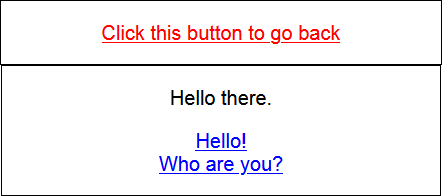 Click this button to go back
Hello there.
Hello!
Who are you?